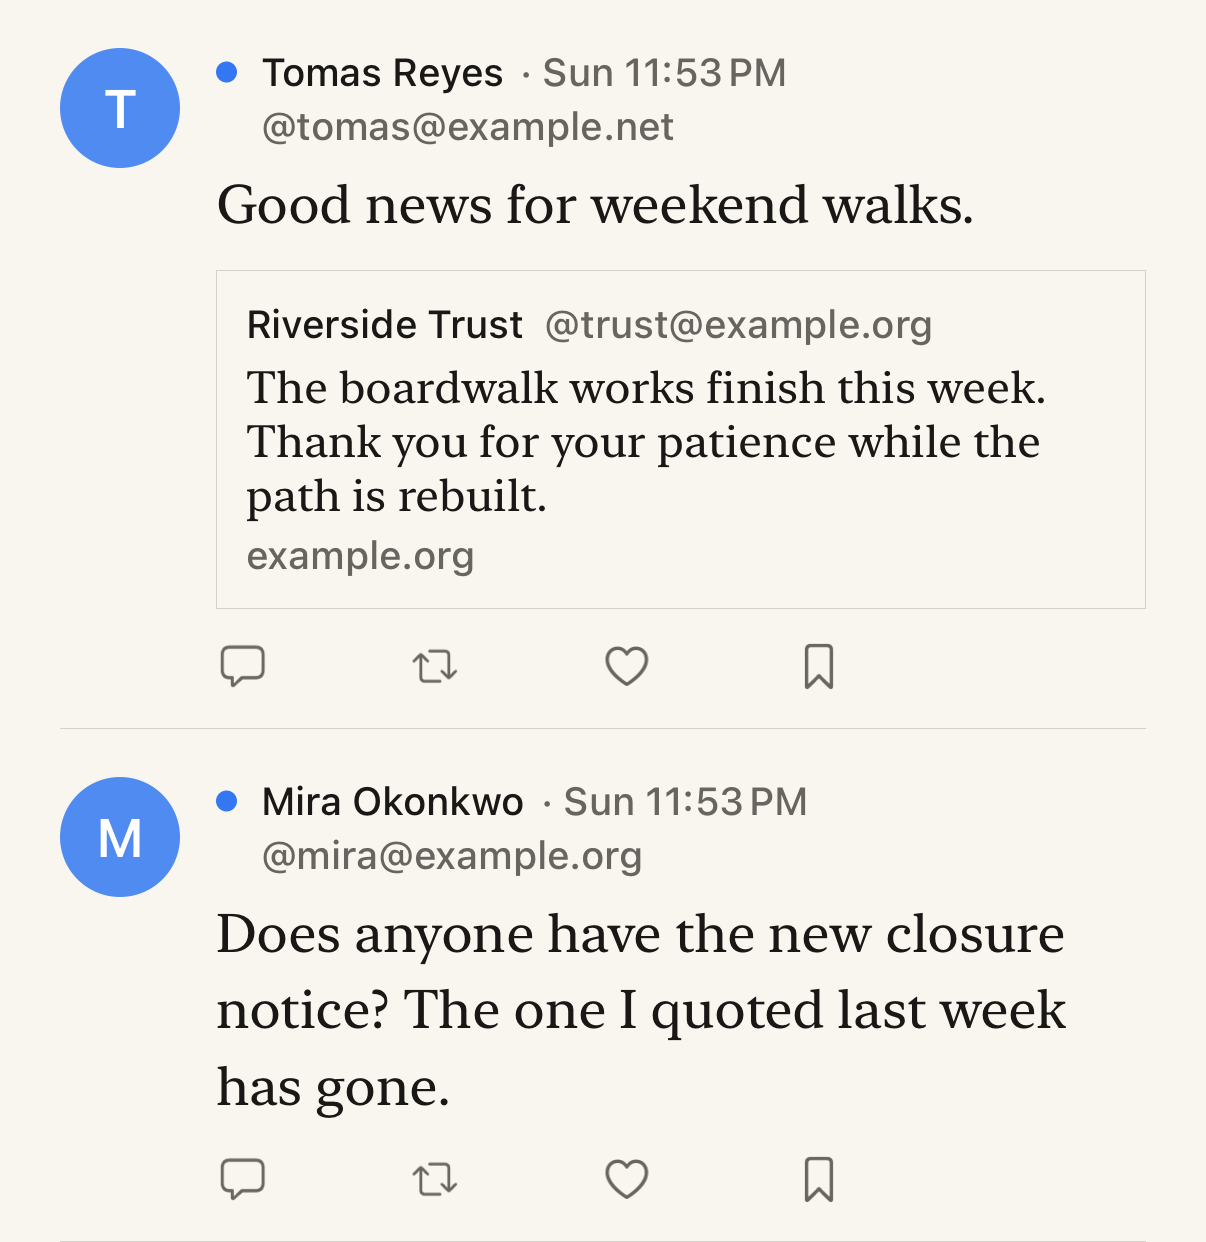 T
Tomas Reyes · Sun 11:53 PM
@tomas@example.net
Good news for weekend walks.
Riverside Trust @trust@example.org
The boardwalk works finish this week.
Thank you for your patience while the
path is rebuilt.
example.org
M
Mira Okonkwo · Sun 11:53 PM
@mira@example.org
Does anyone have the new closure
notice? The one I quoted last week
has gone.